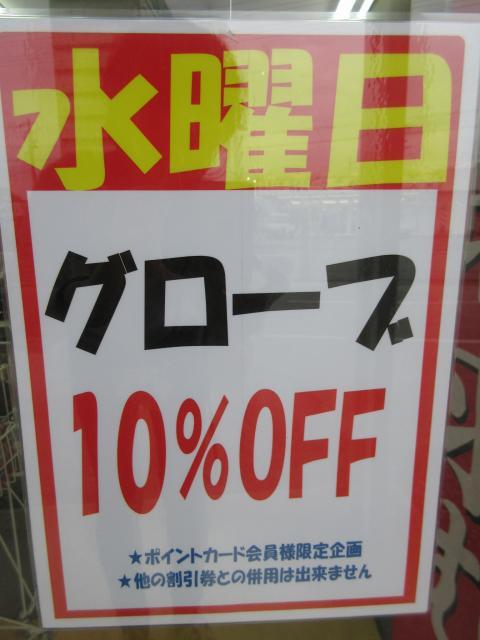 水曜日
グローブ
10%OFF
★ポイントカード会員様限定企画
★他の割引券との併用は出来ません